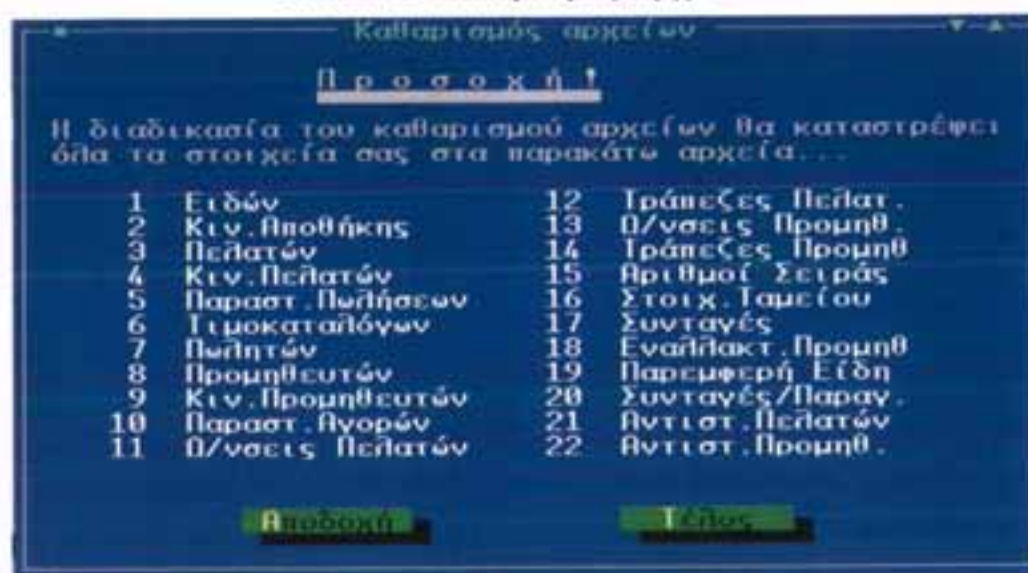 Καθαρισμός αρχείων
Προσοχή!
Η διαδικασία του καθαρισμού αρχείων θα καταστρέψει
όλα τα στοιχεία σας στα παρακάτω αρχεία...
1 Ειδών
2 Κιν.Αποθήκης
3 Πελατών
4 Κιν.Πελατών
5 Παραστ.Πωλήσεων
6 Τιμοκαταλόγων
7 Πωλητών
8 Προμηθευτών
9 Κιν.Προμηθευτών
10 Παραστ.Αγορών
11 Δ/νσεις Πελατών
12 Τράπεζες Πελατ.
13 Δ/νσεις Προμηθ.
14 Τράπεζες Προμηθ
15 Αριθμοί Σειράς
16 Στοιχ.Ταμείου
17 Συνταγές
18 Εναλλακτ.Προμηθ
19 Παρεμφερή Είδη
20 Συνταγές/Παραγ.
21 Αντιστ.Πελατών
22 Αντιστ.Προμηθ.
Αποδοχή
Τέλος